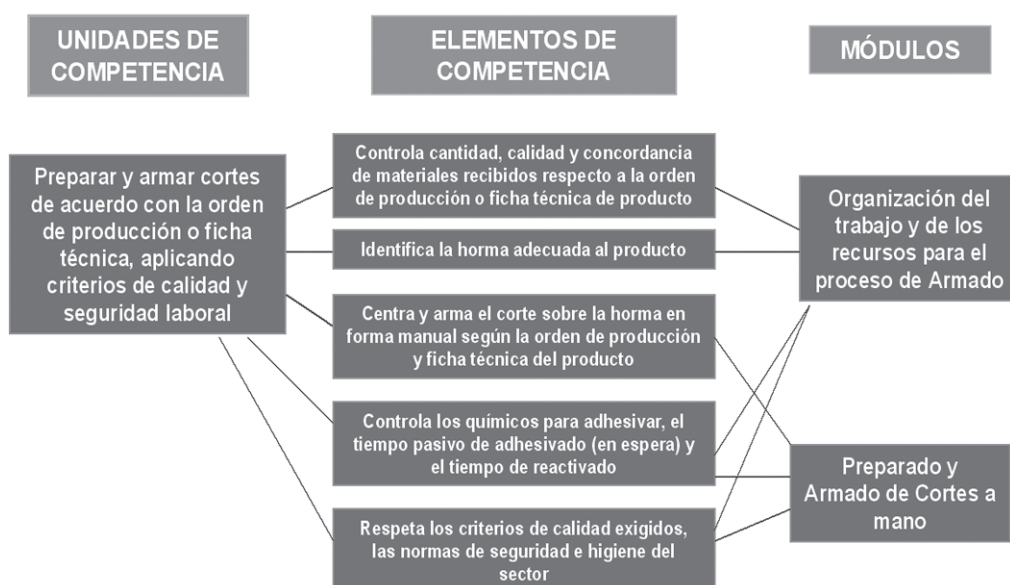 UNIDADES DE
COMPETENCIA
ELEMENTOS DE
COMPETENCIA
MÓDULOS
Preparar y armar cortes
de acuerdo con la orden
de producción o ficha
técnica, aplicando
criterios de calidad y
seguridad laboral
Controla cantidad, calidad y concordancia
de materiales recibidos respecto a la orden
de producción o ficha técnica de producto
Identifica la horma adecuada al producto
Centra y arma el corte sobre la horma en
forma manual según la orden de producción
y ficha técnica del producto
Controla los químicos para adhesivar, el
tiempo pasivo de adhesivado (en espera) y
el tiempo de reactivado
Respeta los criterios de calidad exigidos,
las normas de seguridad e higiene del
sector
Organización del
trabajo y de los
recursos para el
proceso de Armado
Preparado y
Armado de Cortes a
mano